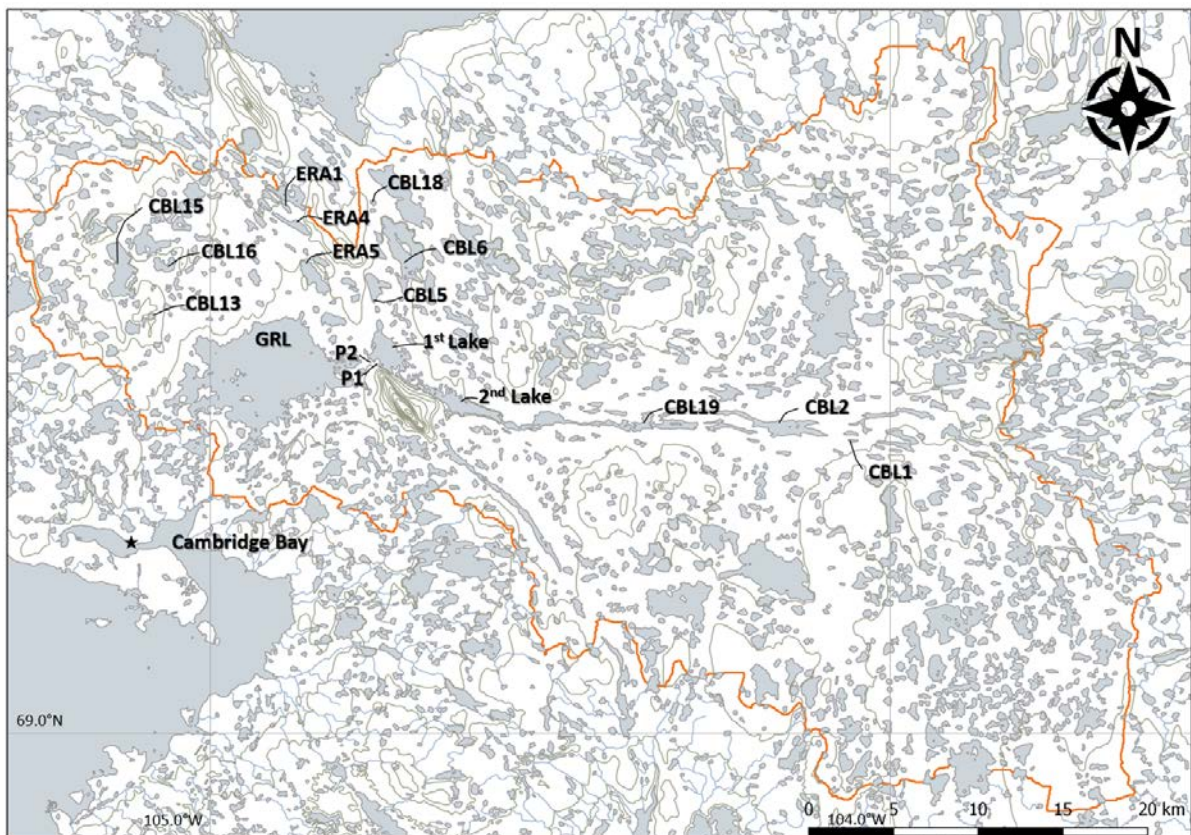 N
ERA1
CBL18
CBL15
ERA4
CBL16
ERA5
CBL6
CBL13
CBL5
GRL
1st Lake
P2
P1
2nd Lake
CBL19
CBL2
CBL1
Cambridge Bay
69.0°N
105.0°W
104.0°W
0 5 10 15 20 km